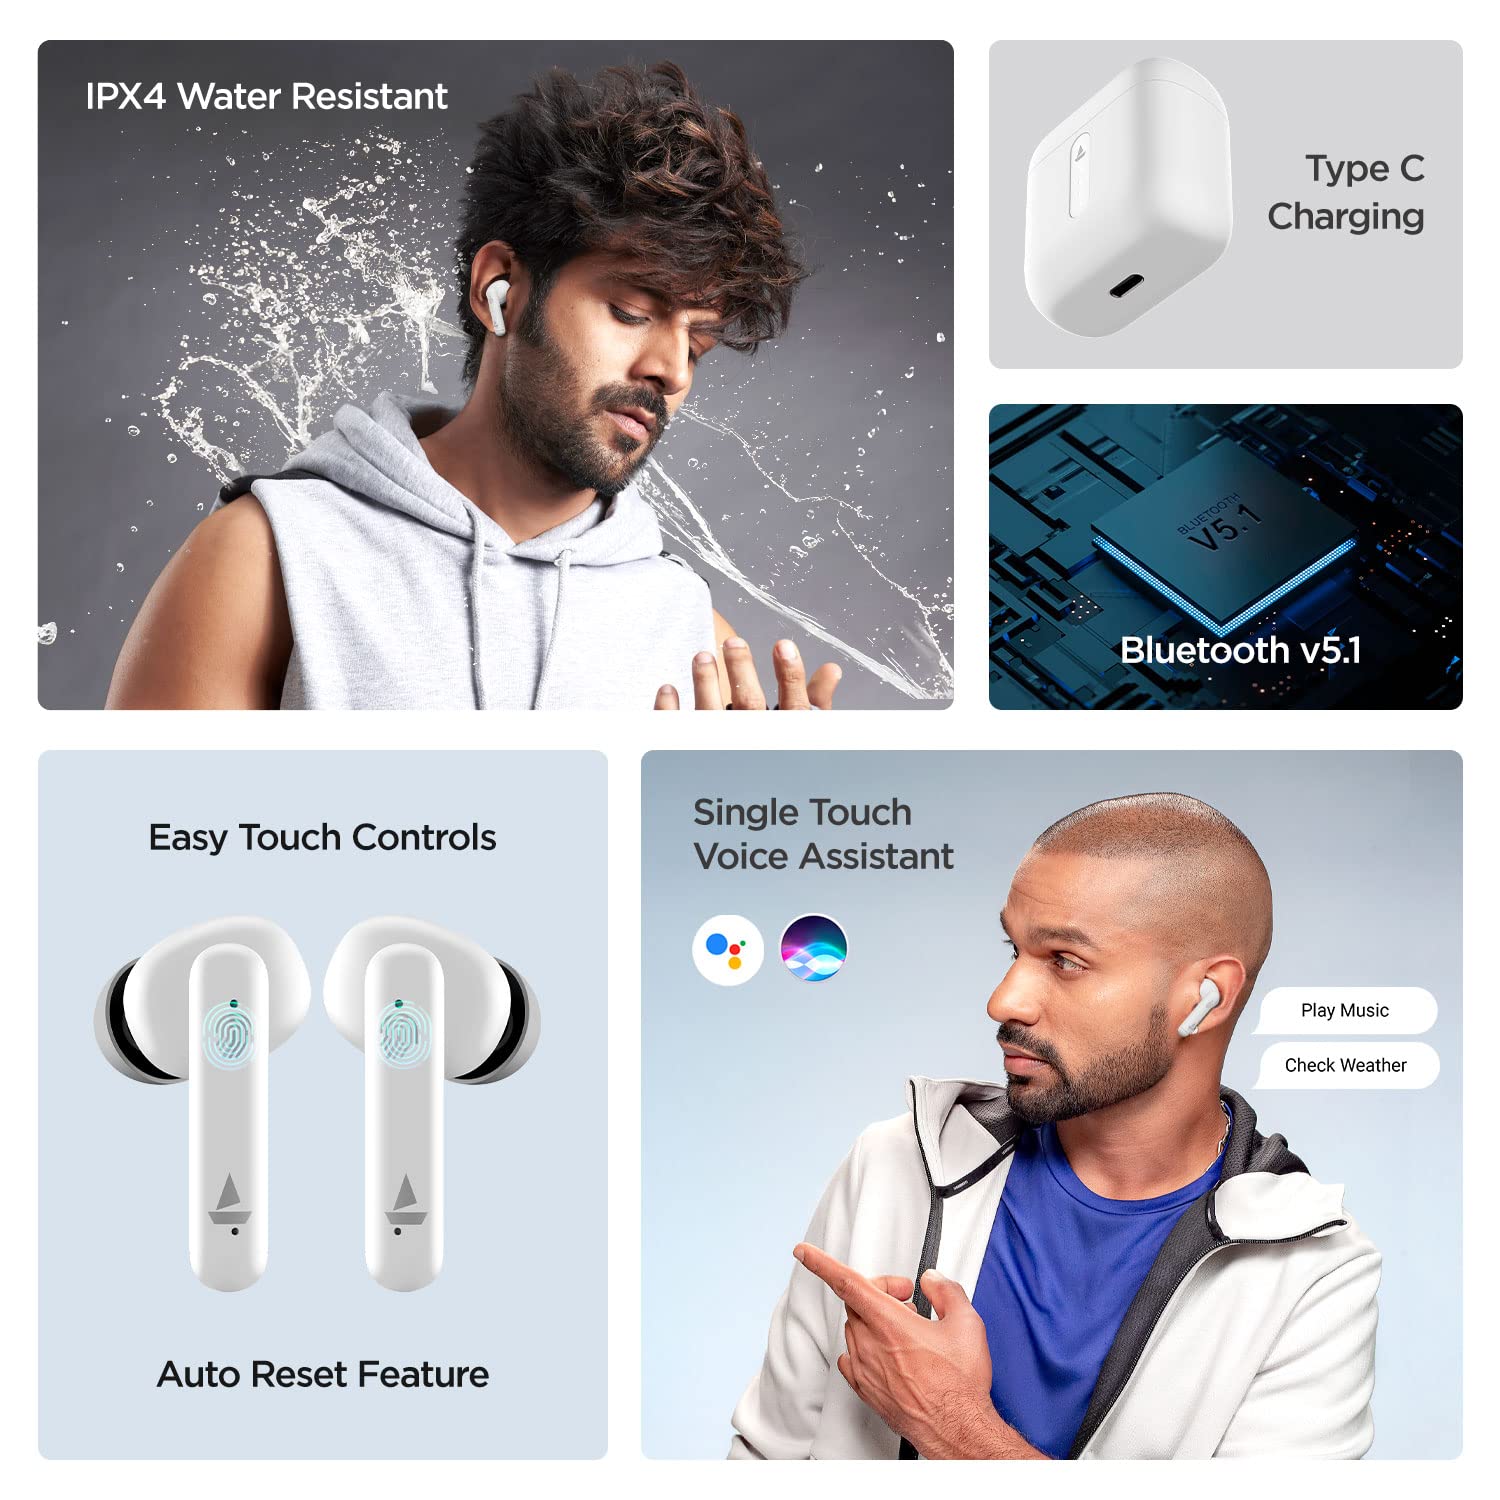 IPX4 Water Resistant
Type C
Charging
BLUETOOTH
V5.1
Bluetooth v5.1
Easy Touch Controls
Auto Reset Feature
Single Touch
Voice Assistant
Play Music
Check Weather